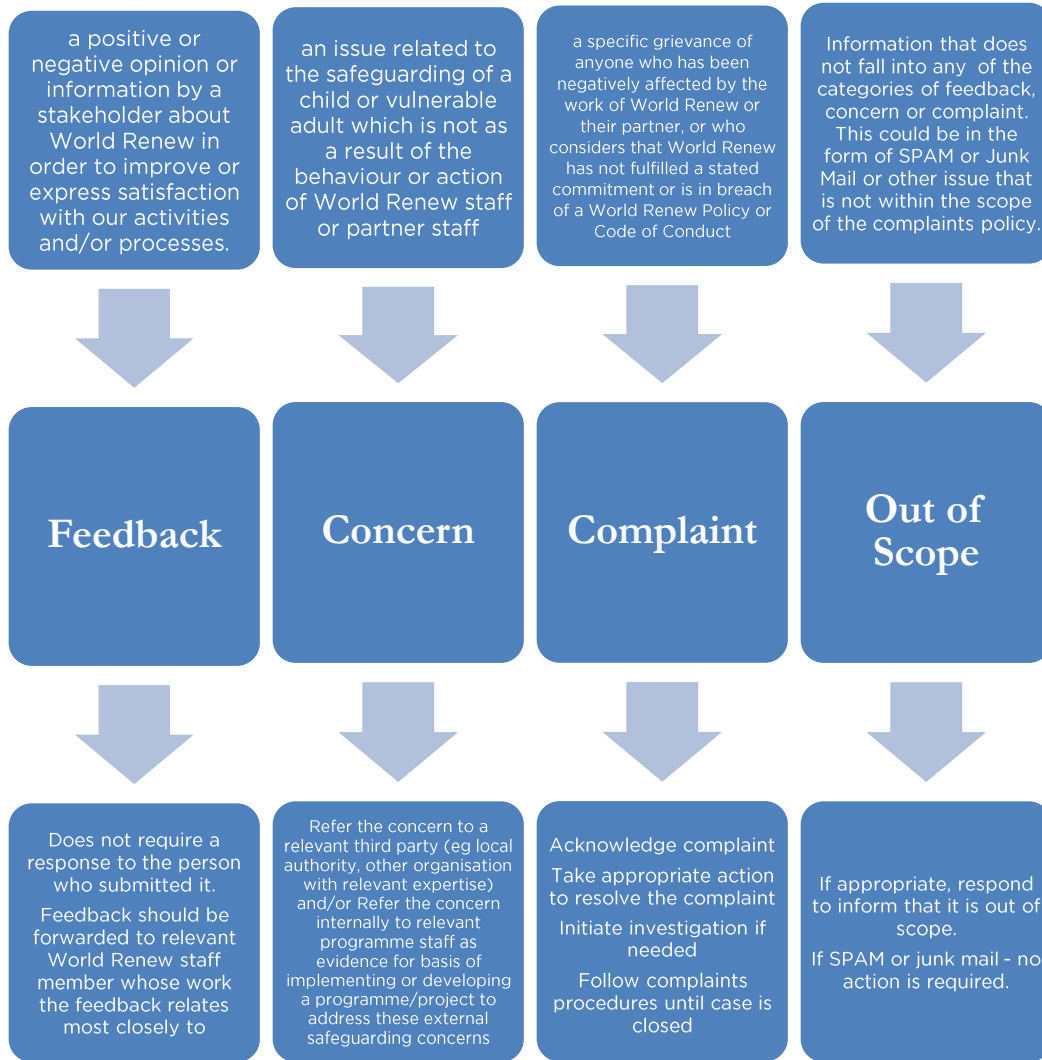 a positive or
negative opinion or
information by a
stakeholder about
World Renew in
order to improve or
express satisfaction
with our activities
and/or processes.
an issue related to
the safeguarding of a
child or vulnerable
adult which is not as
a result of the
behaviour or action
of World Renew staff
or partner staff
a specific grievance of
anyone who has been
negatively affected by the
work of World Renew or
their partner, or who
considers that World Renew
has not fulfilled a stated
commitment or is in breach
of a World Renew Policy or
Code of Conduct
Information that does
not fall into any of the
categories of feedback,
concern or complaint.
This could be in the
form of SPAM or Junk
Mail or other issue that
is not within the scope
of the complaints policy.
Feedback
Concern
Complaint
Out of
Scope
Does not require a
response to the person
who submitted it.
Feedback should be
forwarded to relevant
World Renew staff
member whose work
the feedback relates
most closely to
Refer the concern to a
relevant third party (eg local
authority, other organisation
with relevant expertise)
and/or Refer the concern
internally to relevant
programme staff as
evidence for basis of
implementing or developing
a programme/project to
address these external
safeguarding concerns
Acknowledge complaint
Take appropriate action
to resolve the complaint
Initiate investigation if
needed
Follow complaints
procedures until case is
closed
If appropriate, respond
to inform that it is out of
scope.
If SPAM or junk mail - no
action is required.